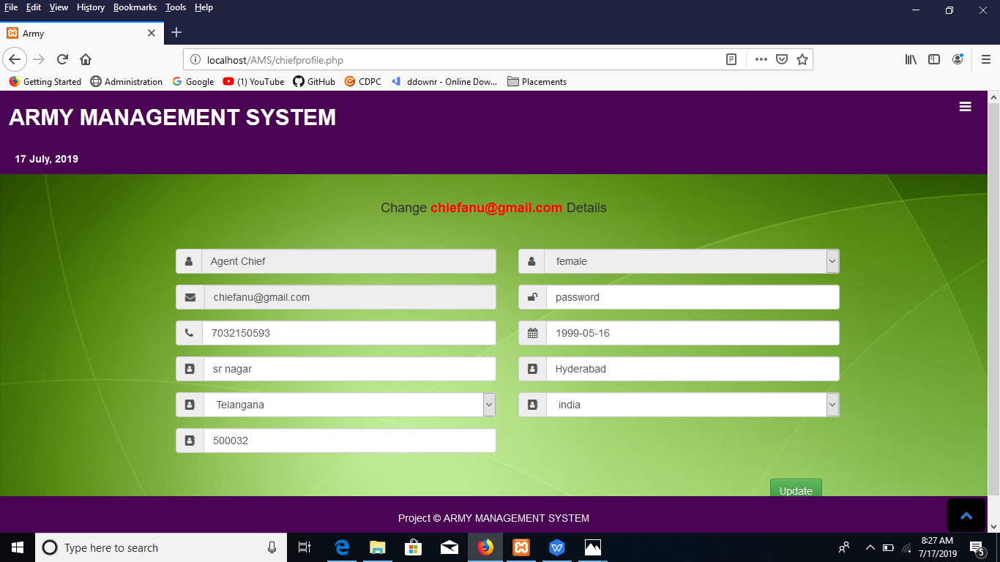 File Edit View History Bookmarks Tools Help
Army
localhost/AMS/chiefprofile.php
Getting Started Administration Google (1) YouTube GitHub CDPC ddownr - Online Dow... Placements
ARMY MANAGEMENT SYSTEM
17 July, 2019
Change chiefanu@gmail.com Details
Agent Chief female
chiefanu@gmail.com password
7032150593 1999-05-16
sr nagar Hyderabad
Telangana india
500032
Update
Project © ARMY MANAGEMENT SYSTEM
Type here to search
8:27 AM
7/17/2019
5